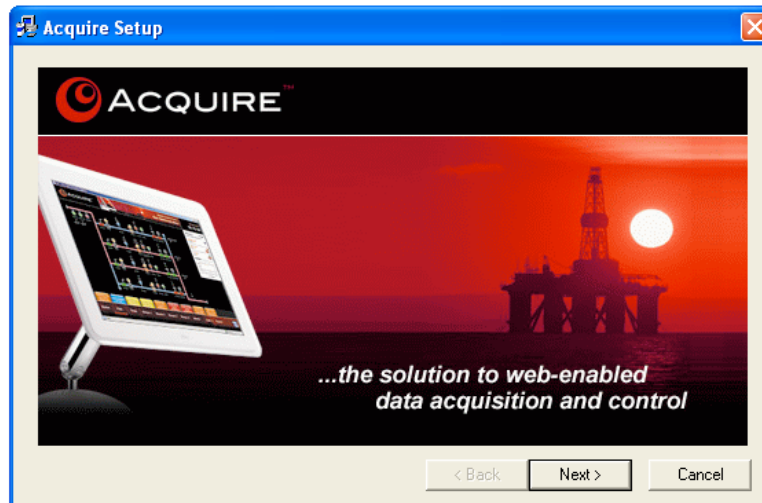 Acquire Setup
ACQUIRE™
...the solution to web-enabled
data acquisition and control
< Back
Next >
Cancel